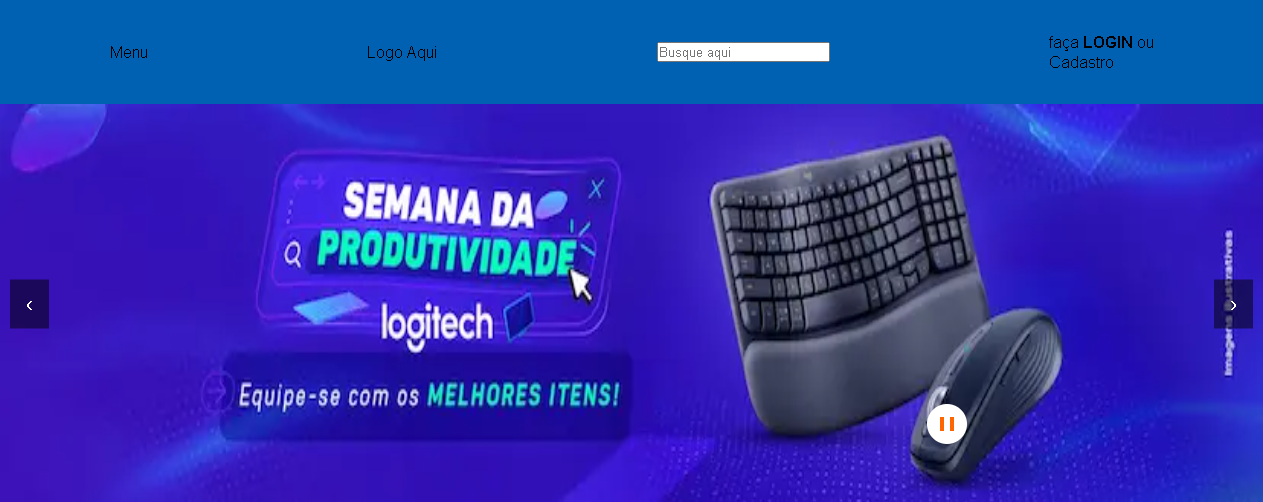 Menu
Logo Aqui
Busque aqui
faça LOGIN ou
Cadastro
SEMANA DA
PRODUTIVIDADE
logitech
Equipe-se com os MELHORES ITENS!
‹
›
Imagens ilustrativas